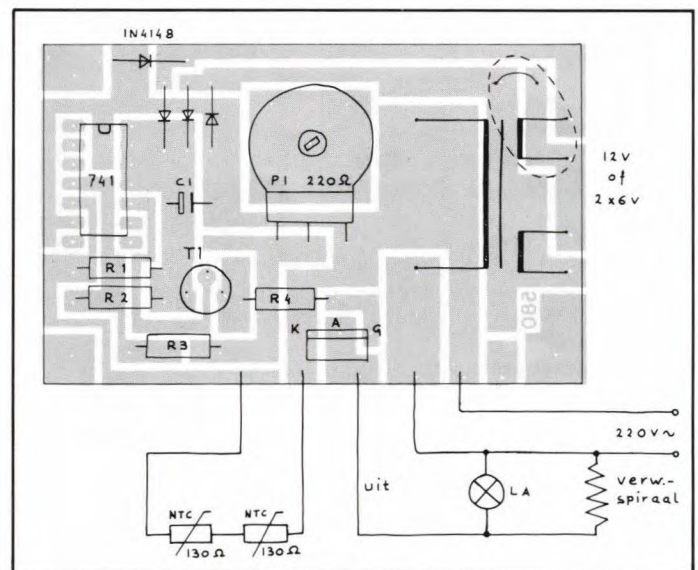 IN4148
741
C1
P1 220Ω
12V
of
2x6V
T1
R1
R2
R4
R3
K A G
580
220V~
uit
LA
verw.-
spiraal
NTC
130Ω
NTC
130Ω